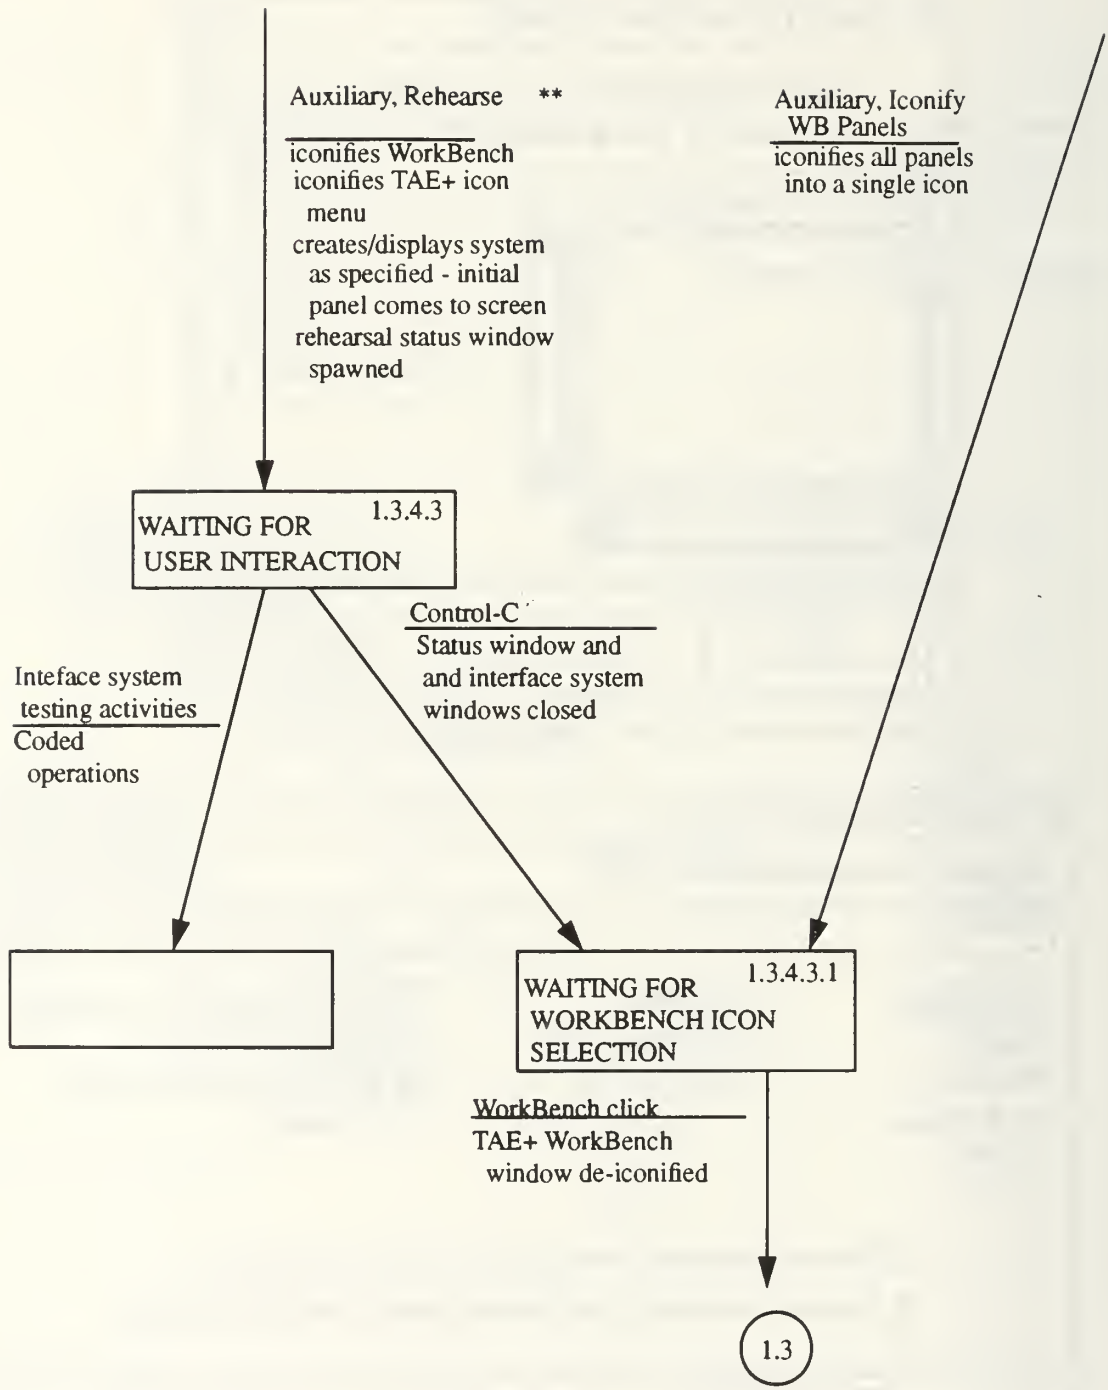 Auxiliary, Rehearse **
iconifies WorkBench
iconifies TAE+ icon
menu
creates/displays system
as specified - initial
panel comes to screen
rehearsal status window
spawned
Auxiliary, Iconify
WB Panels
iconifies all panels
into a single icon
1.3.4.3
WAITING FOR
USER INTERACTION
Control-C
Status window and
and interface system
windows closed
Inteface system
testing activities
Coded
operations
1.3.4.3.1
WAITING FOR
WORKBENCH ICON
SELECTION
WorkBench click
TAE+ WorkBench
window de-iconified
1.3